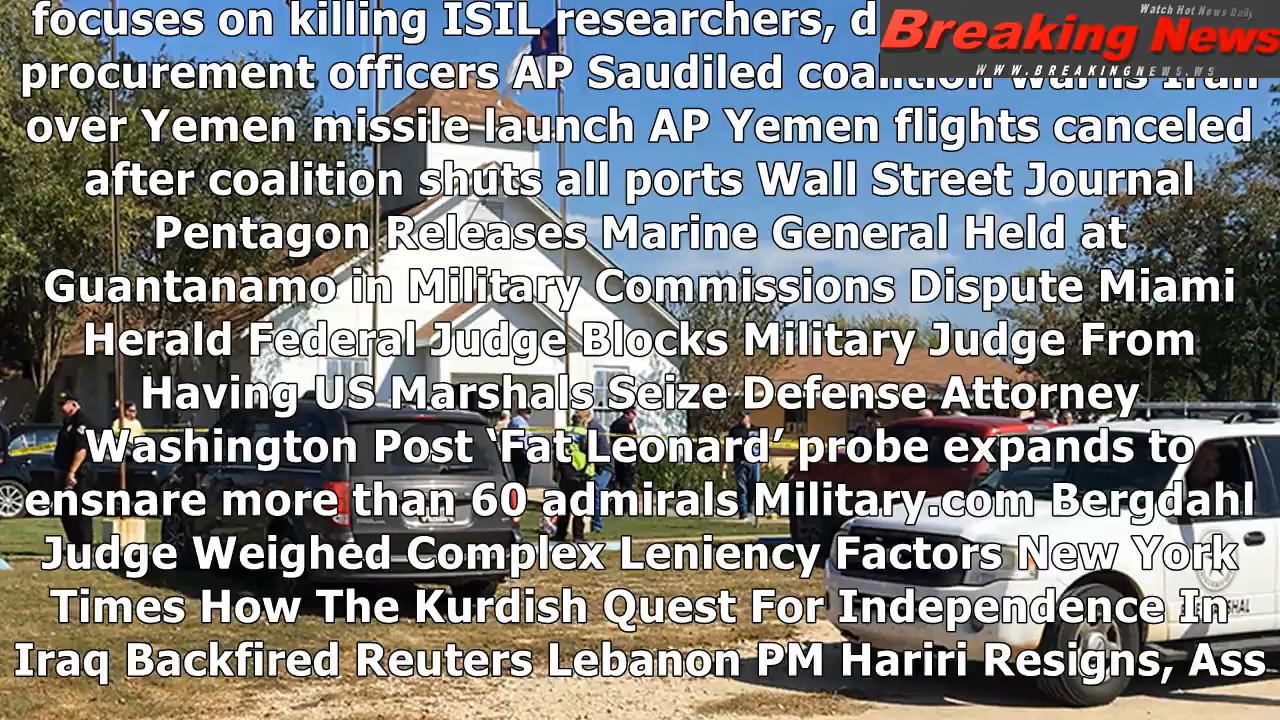 focuses on killing ISIL researchers, d
Watch Hot News Daily
Breaking News
WWW.BREAKINGNEWS.WS
procurement officers AP Saudiled coalition warns Iran
over Yemen missile launch AP Yemen flights canceled
after coalition shuts all ports Wall Street Journal
Pentagon Releases Marine General Held at
Guantanamo in Military Commissions Dispute Miami
Herald Federal Judge Blocks Military Judge From
Having US Marshals Seize Defense Attorney
Washington Post ‘Fat Leonard’ probe expands to
ensnare more than 60 admirals Military.com Bergdahl
Judge Weighed Complex Leniency Factors New York
Times How The Kurdish Quest For Independence In
Iraq Backfired Reuters Lebanon PM Hariri Resigns, Ass